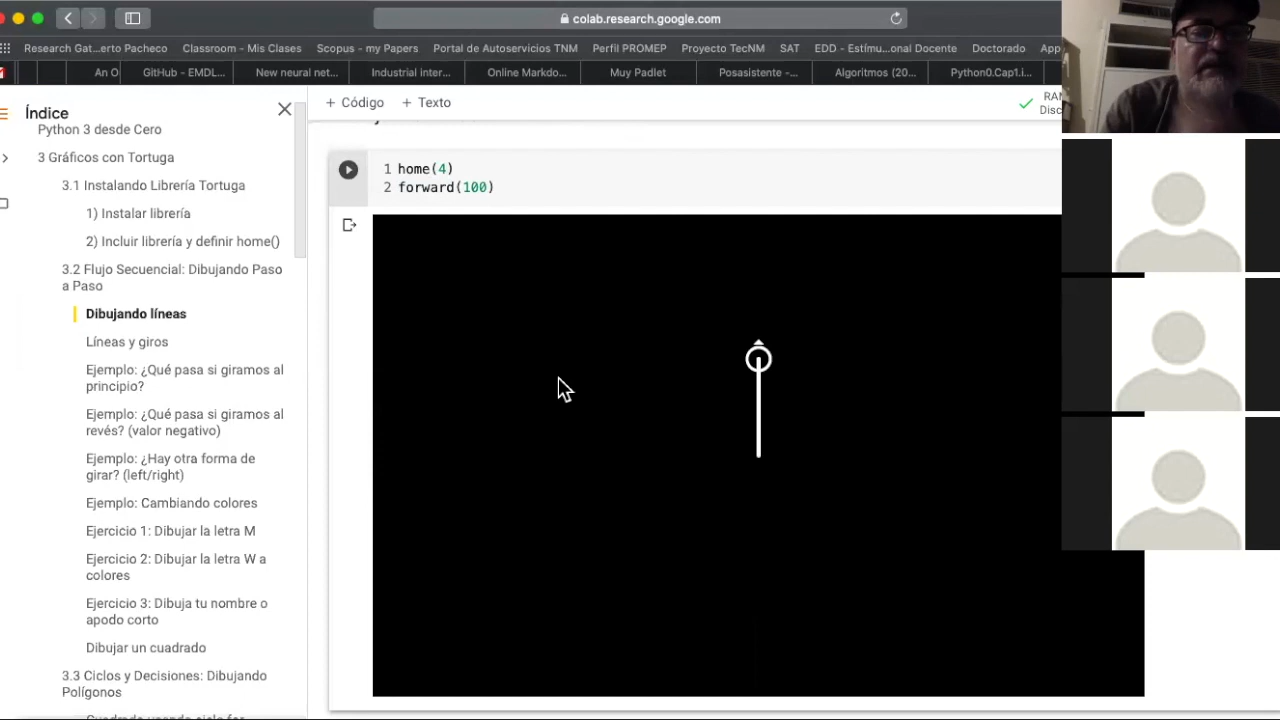 colab.research.google.com
Research Gat...erto Pacheco Classroom - Mis Clases Scopus - my Papers Portal de Autoservicios TNM Perfil PROMEP Proyecto TecNM SAT EDD - Estímu...onal Docente Doctorado App
An O GitHub - EMDL... New neural net... Industrial inter... Online Markdo... Muy Padlet Posasistente -... Algoritmos (20... Python0.Cap1.i...
Índice
+ Código + Texto
RAM
Disc
Python 3 desde Cero
3 Gráficos con Tortuga
3.1 Instalando Librería Tortuga
1) Instalar librería
2) Incluir librería y definir home()
3.2 Flujo Secuencial: Dibujando Paso
a Paso
Dibujando líneas
Líneas y giros
Ejemplo: ¿Qué pasa si giramos al
principio?
Ejemplo: ¿Qué pasa si giramos al
revés? (valor negativo)
Ejemplo: ¿Hay otra forma de
girar? (left/right)
Ejemplo: Cambiando colores
Ejercicio 1: Dibujar la letra M
Ejercicio 2: Dibujar la letra W a
colores
Ejercicio 3: Dibuja tu nombre o
apodo corto
Dibujar un cuadrado
3.3 Ciclos y Decisiones: Dibujando
Polígonos
Cuadrado usando ciclo for
1 home(4)
2 forward(100)